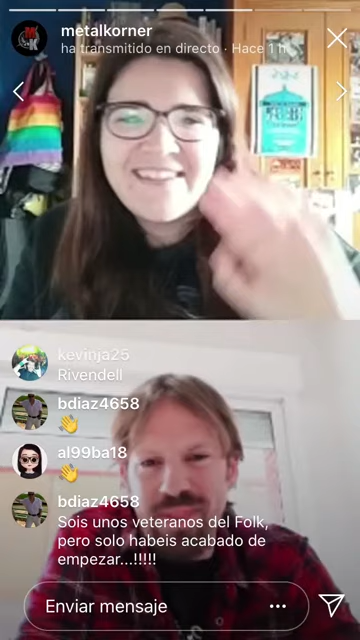 metalkorner
ha transmitido en directo · Hace 1 h
kevinja25
Rivendell
bdiaz4658
👋
al99ba18
👋
bdiaz4658
Sois unos veteranos del Folk,
pero solo habeis acabado de
empezar...!!!!!
Enviar mensaje